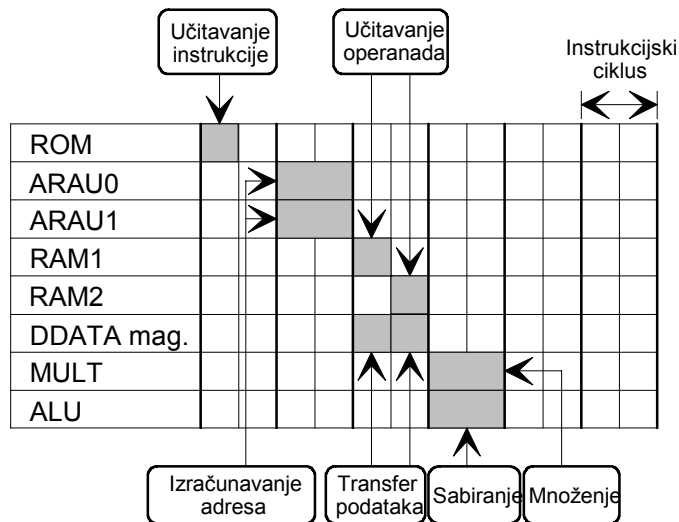 Učitavanje
instrukcije
Učitavanje
operanada
Instrukcijski
ciklus
ROM
ARAU0
ARAU1
RAM1
RAM2
DDATA mag.
MULT
ALU
Izračunavanje
adresa
Transfer
podataka
Sabiranje
Množenje